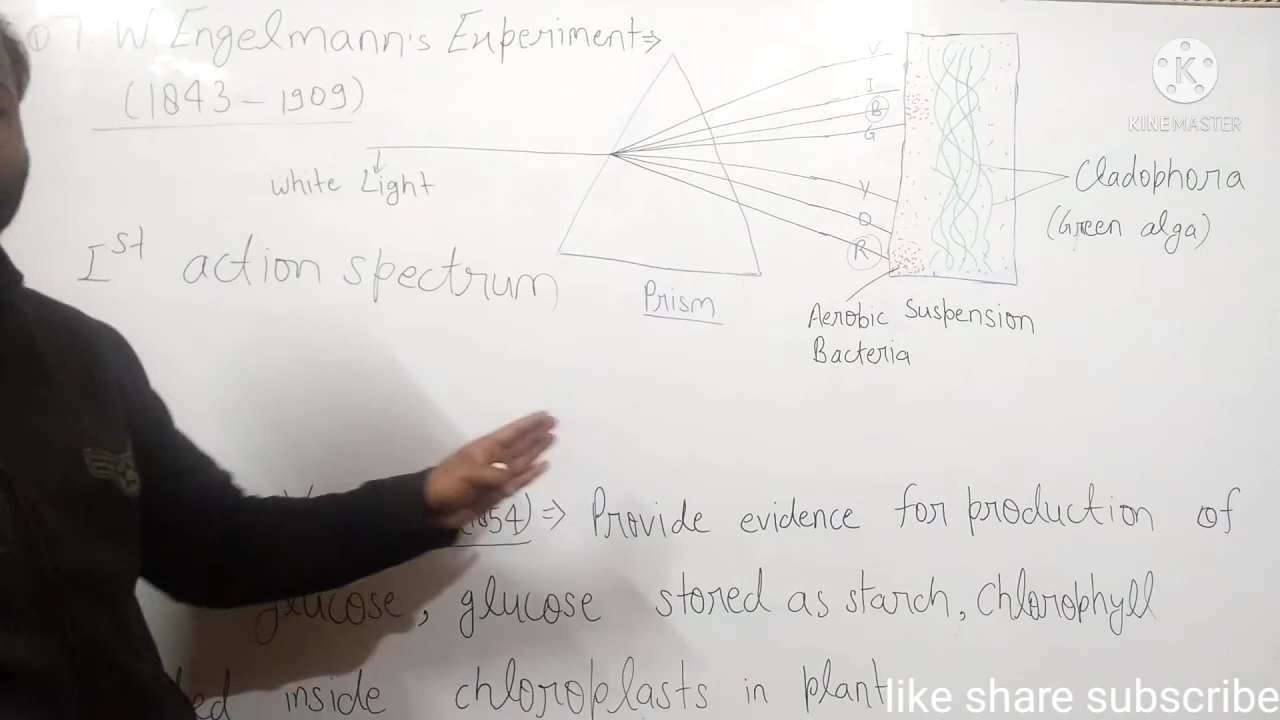 7. W Engelmann's Experiment⇒
(1843 - 1909)
white Light
Ist action spectrum
Prism
V
I
B
G
Y
O
R
Cladophora
(Green alga)
Aerobic Suspension
Bacteria
K
KINEMASTER
⇒ Provide evidence for production of
glucose, glucose stored as starch, Chlorophyll
inside chloroplasts in plant
like share subscribe